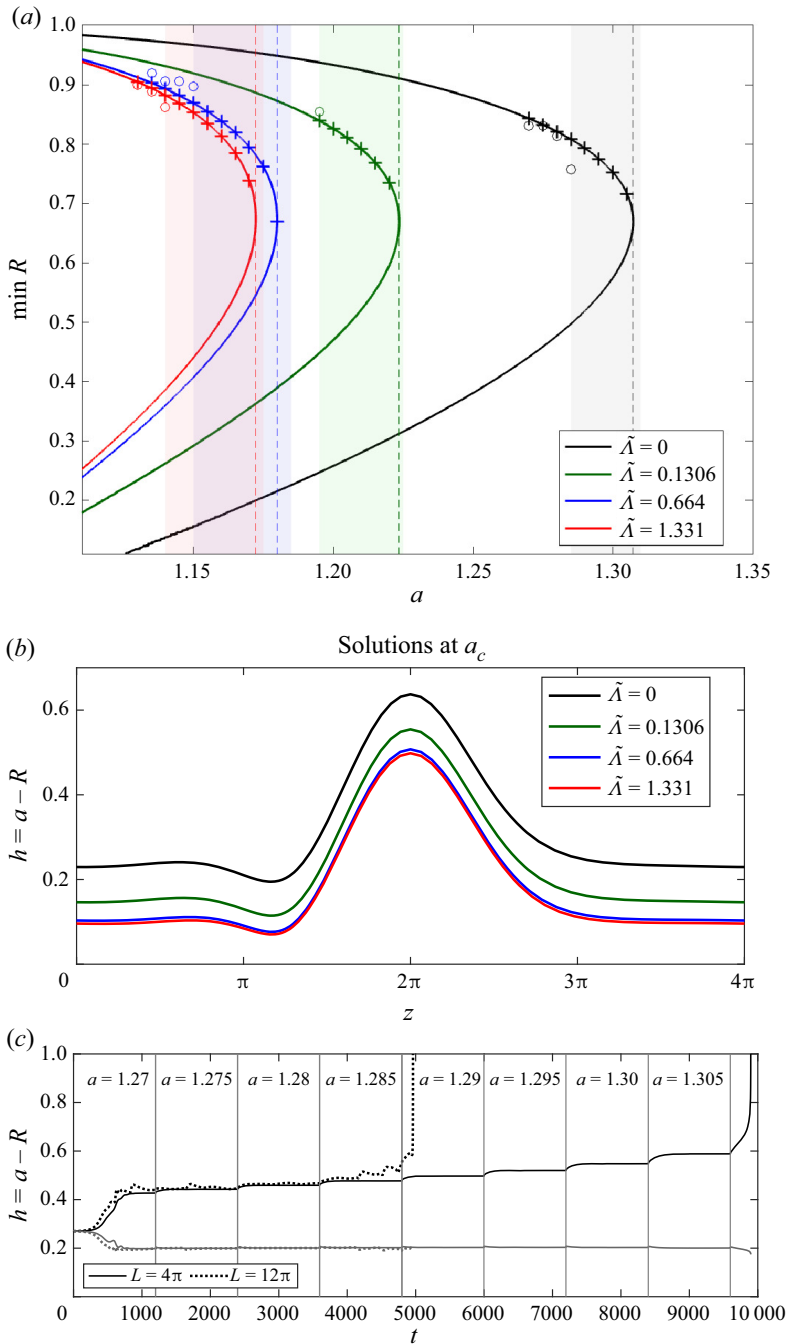 (a)
1.0
0.9
0.8
0.7
0.6
0.5
0.4
0.3
0.2
min R
1.15
1.20
1.25
1.30
1.35
a
Λ̃ = 0
Λ̃ = 0.1306
Λ̃ = 0.664
Λ̃ = 1.331
(b)
Solutions at a_c
0.6
0.4
0.2
h = a – R
Λ̃ = 0
Λ̃ = 0.1306
Λ̃ = 0.664
Λ̃ = 1.331
0
π
2π
3π
4π
z
(c)
1.0
0.8
0.6
0.4
0.2
h = a – R
a = 1.27
a = 1.275
a = 1.28
a = 1.285
a = 1.29
a = 1.295
a = 1.30
a = 1.305
L = 4π
L = 12π
0
1000
2000
3000
4000
5000
6000
7000
8000
9000
10 000
t